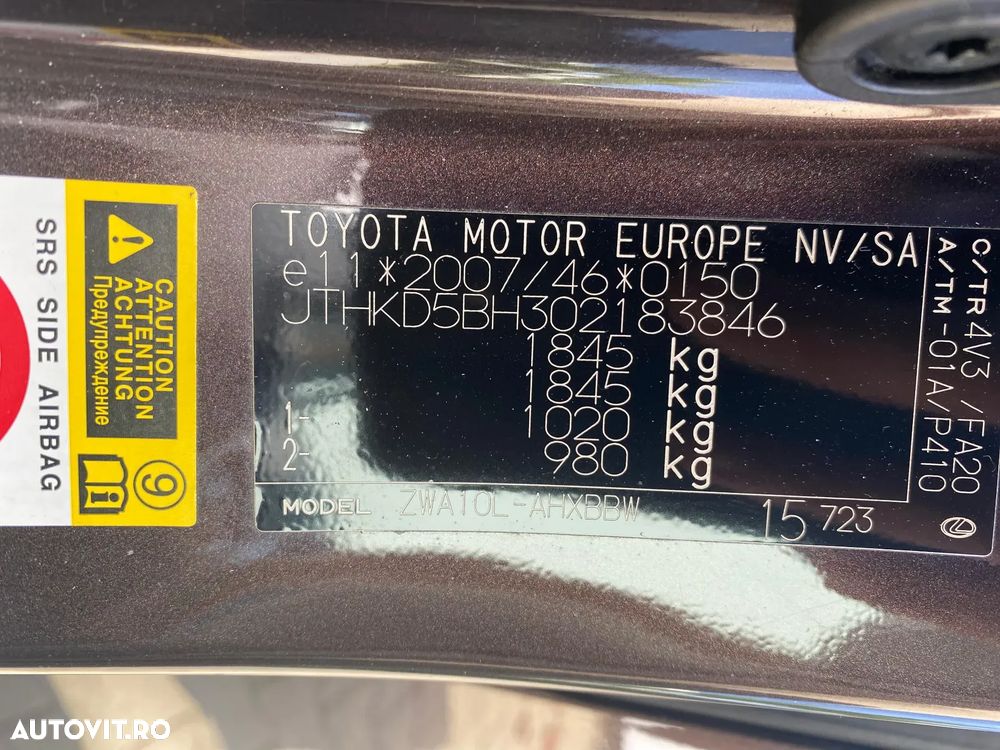 TOYOTA MOTOR EUROPE NV/SA
e11*2007/46*0150
JTHKD5BH302183846
1845 kg
1845 kg
1- 1020 kg
2- 980 kg
MODEL ZWA10L-AHXBBW 15 723
C/TR 4V3 /FA20
A/TM -01A/P410
CAUTION
ATTENTION
ACHTUNG
Предупреждение
9
i
SRS SIDE AIRBAG
AUTOVIT.RO